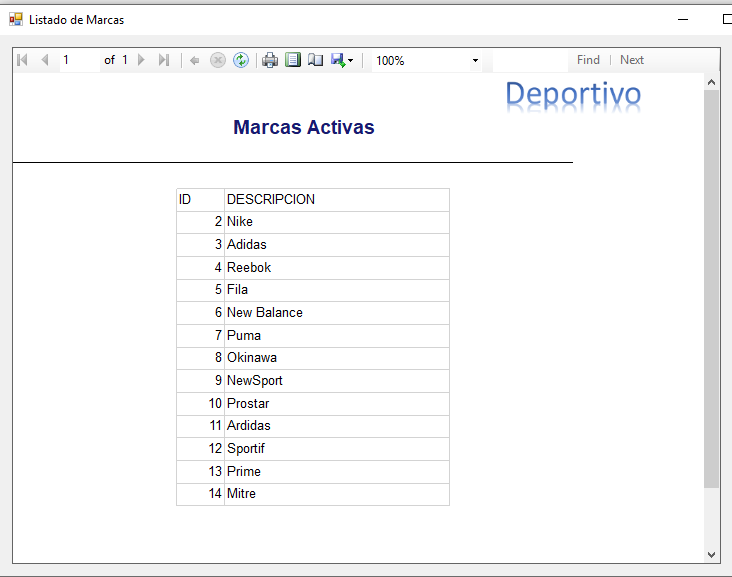 Listado de Marcas
1 of 1 100% Find | Next
Deportivo
Marcas Activas
ID DESCRIPCION
2 Nike
3 Adidas
4 Reebok
5 Fila
6 New Balance
7 Puma
8 Okinawa
9 NewSport
10 Prostar
11 Ardidas
12 Sportif
13 Prime
14 Mitre